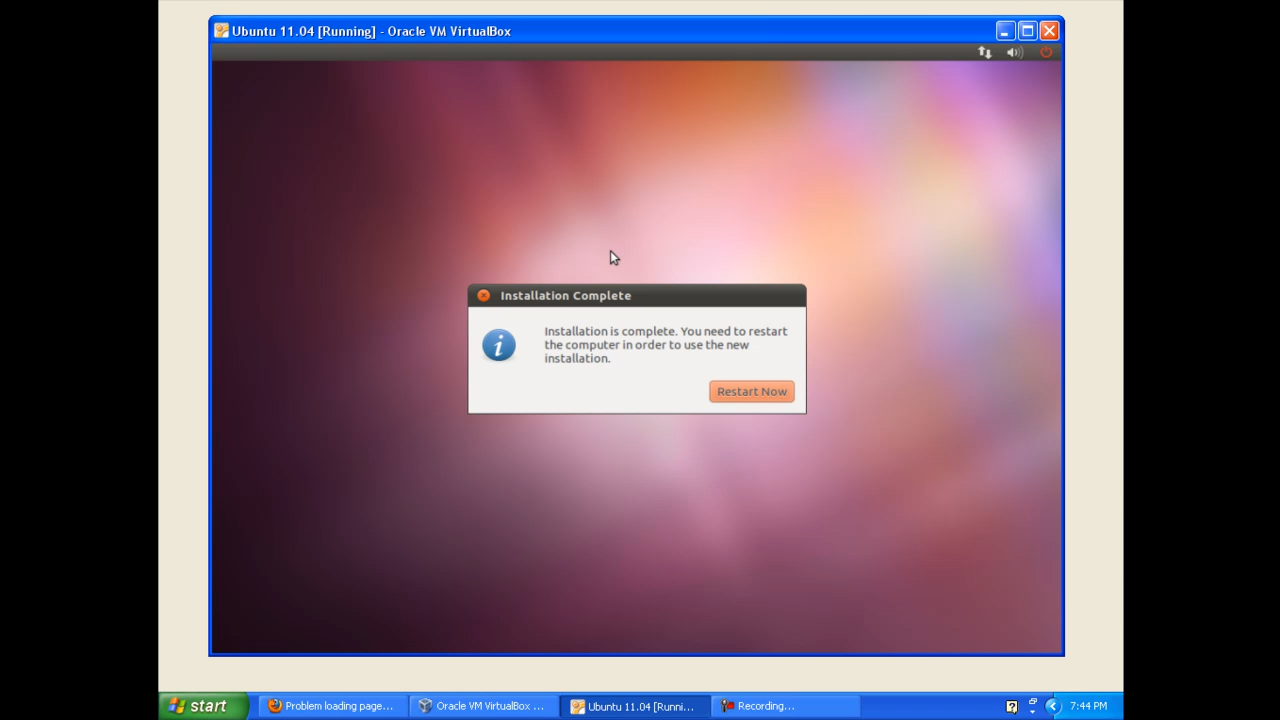 Ubuntu 11.04 [Running] - Oracle VM VirtualBox
Installation Complete
Installation is complete. You need to restart
the computer in order to use the new
installation.
Restart Now
start
Problem loading page...
Oracle VM VirtualBox ...
Ubuntu 11.04 [Runni...
Recording...
7:44 PM